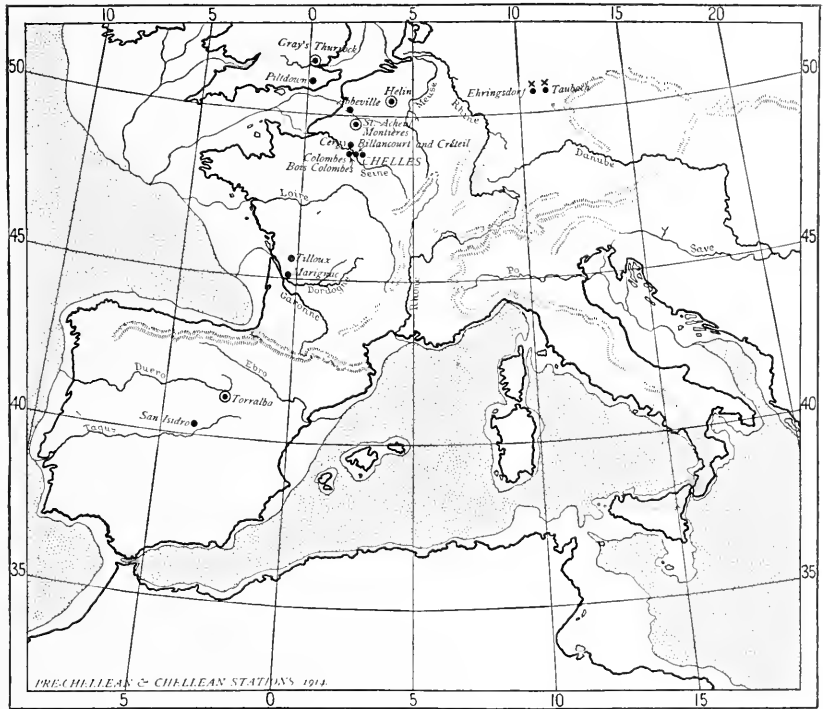 10 5 0 5 10 15 20
50
Gray's Thurrock
Piltdown
Helin
Abbeville
Meuse
Rhine
Ehringsdorf
Taubach
50
St. Acheul
Montières
Cergy
Billancourt and Créteil
Colombes
CHELLES
Bois Colombes
Seine
Danube
Loire
45
Tilloux
Marignac
Dordogne
Garonne
Rhone
Po
Save
45
Duero
Ebro
Torralba
40
San Isidro
Tagus
40
35
35
PRE-CHELLEAN & CHELLEAN STATIONS 1914.
5 0 5 10 15